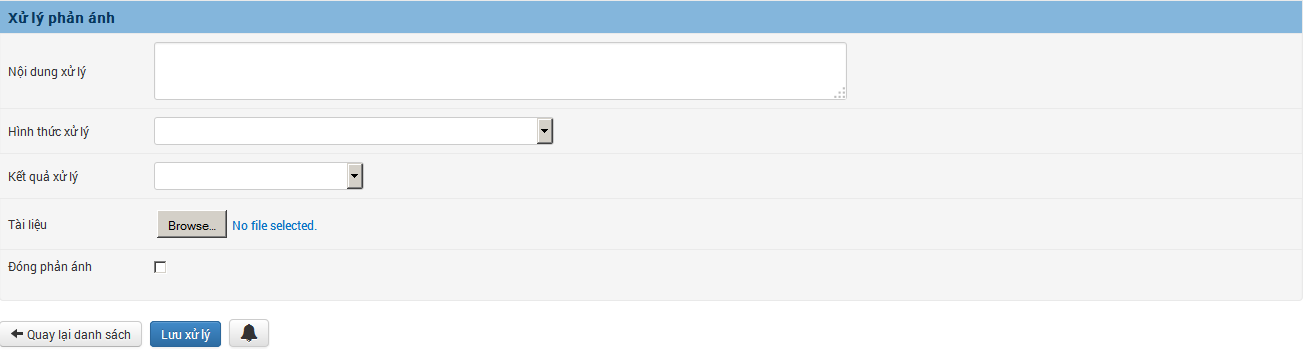 Xử lý phản ánh
Nội dung xử lý
Hình thức xử lý
Kết quả xử lý
Tài liệu
Browse... No file selected.
Đóng phản ánh
Quay lại danh sách
Lưu xử lý